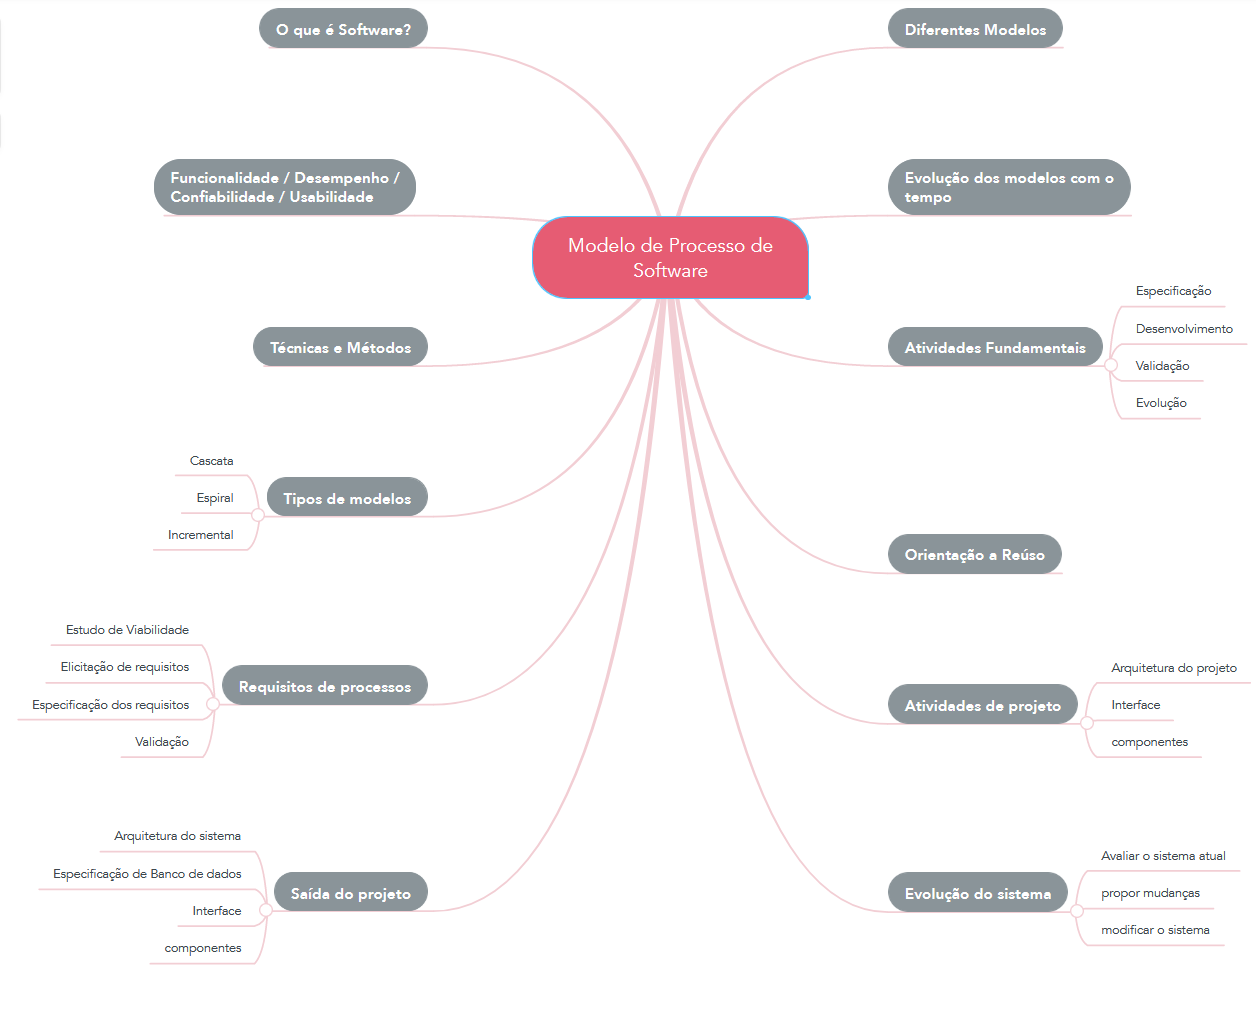 O que é Software?
Diferentes Modelos
Funcionalidade / Desempenho /
Confiabilidade / Usabilidade
Evolução dos modelos com o
tempo
Modelo de Processo de
Software
Técnicas e Métodos
Atividades Fundamentais
Especificação
Desenvolvimento
Validação
Evolução
Cascata
Espiral
Incremental
Tipos de modelos
Orientação a Reúso
Estudo de Viabilidade
Elicitação de requisitos
Especificação dos requisitos
Validação
Requisitos de processos
Atividades de projeto
Arquitetura do projeto
Interface
componentes
Arquitetura do sistema
Especificação de Banco de dados
Interface
componentes
Saída do projeto
Evolução do sistema
Avaliar o sistema atual
propor mudanças
modificar o sistema